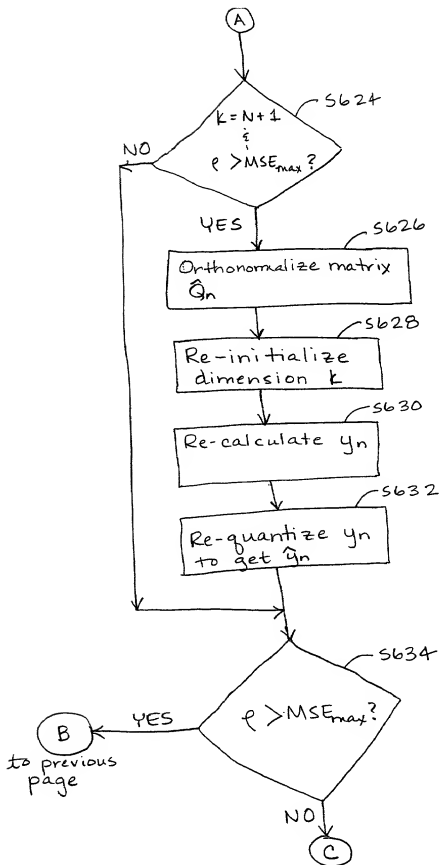 A
S624
k = N+1
&
ρ > MSEmax?
NO
YES
S626
Orthonomalize matrix
Q̂n
S628
Re-initialize
dimension k
S630
Re-calculate yn
S632
Re-quantize yn
to get ŷn
S634
ρ > MSEmax?
YES
B
to previous
page
NO
C